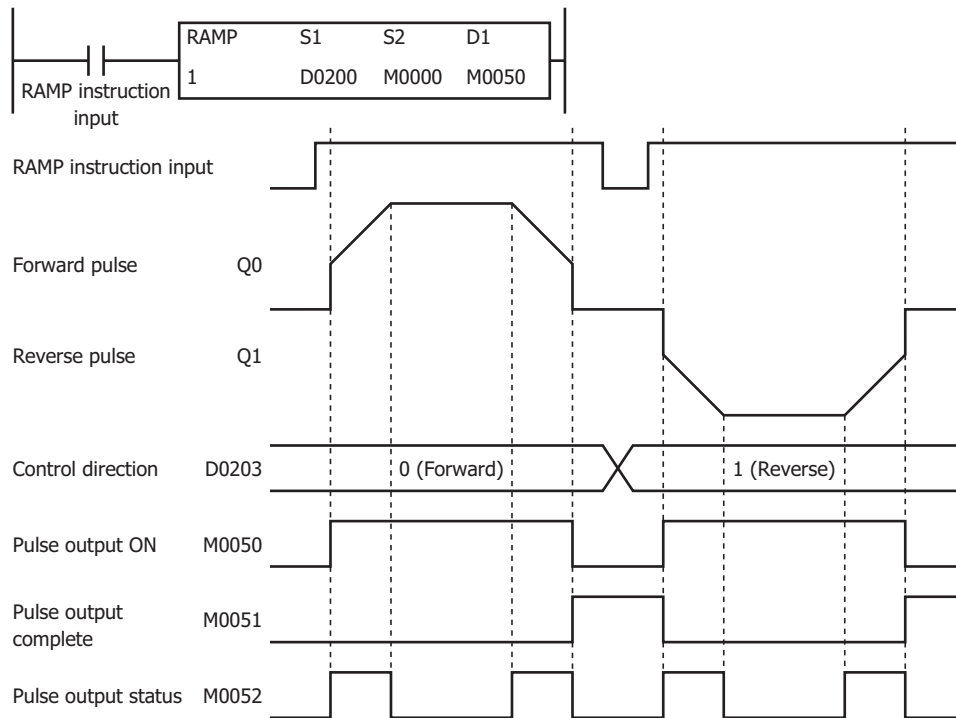 RAMP S1 S2 D1
1 D0200 M0000 M0050
RAMP instruction
input
RAMP instruction input
Forward pulse Q0
Reverse pulse Q1
Control direction D0203 0 (Forward) 1 (Reverse)
Pulse output ON M0050
Pulse output
complete M0051
Pulse output status M0052